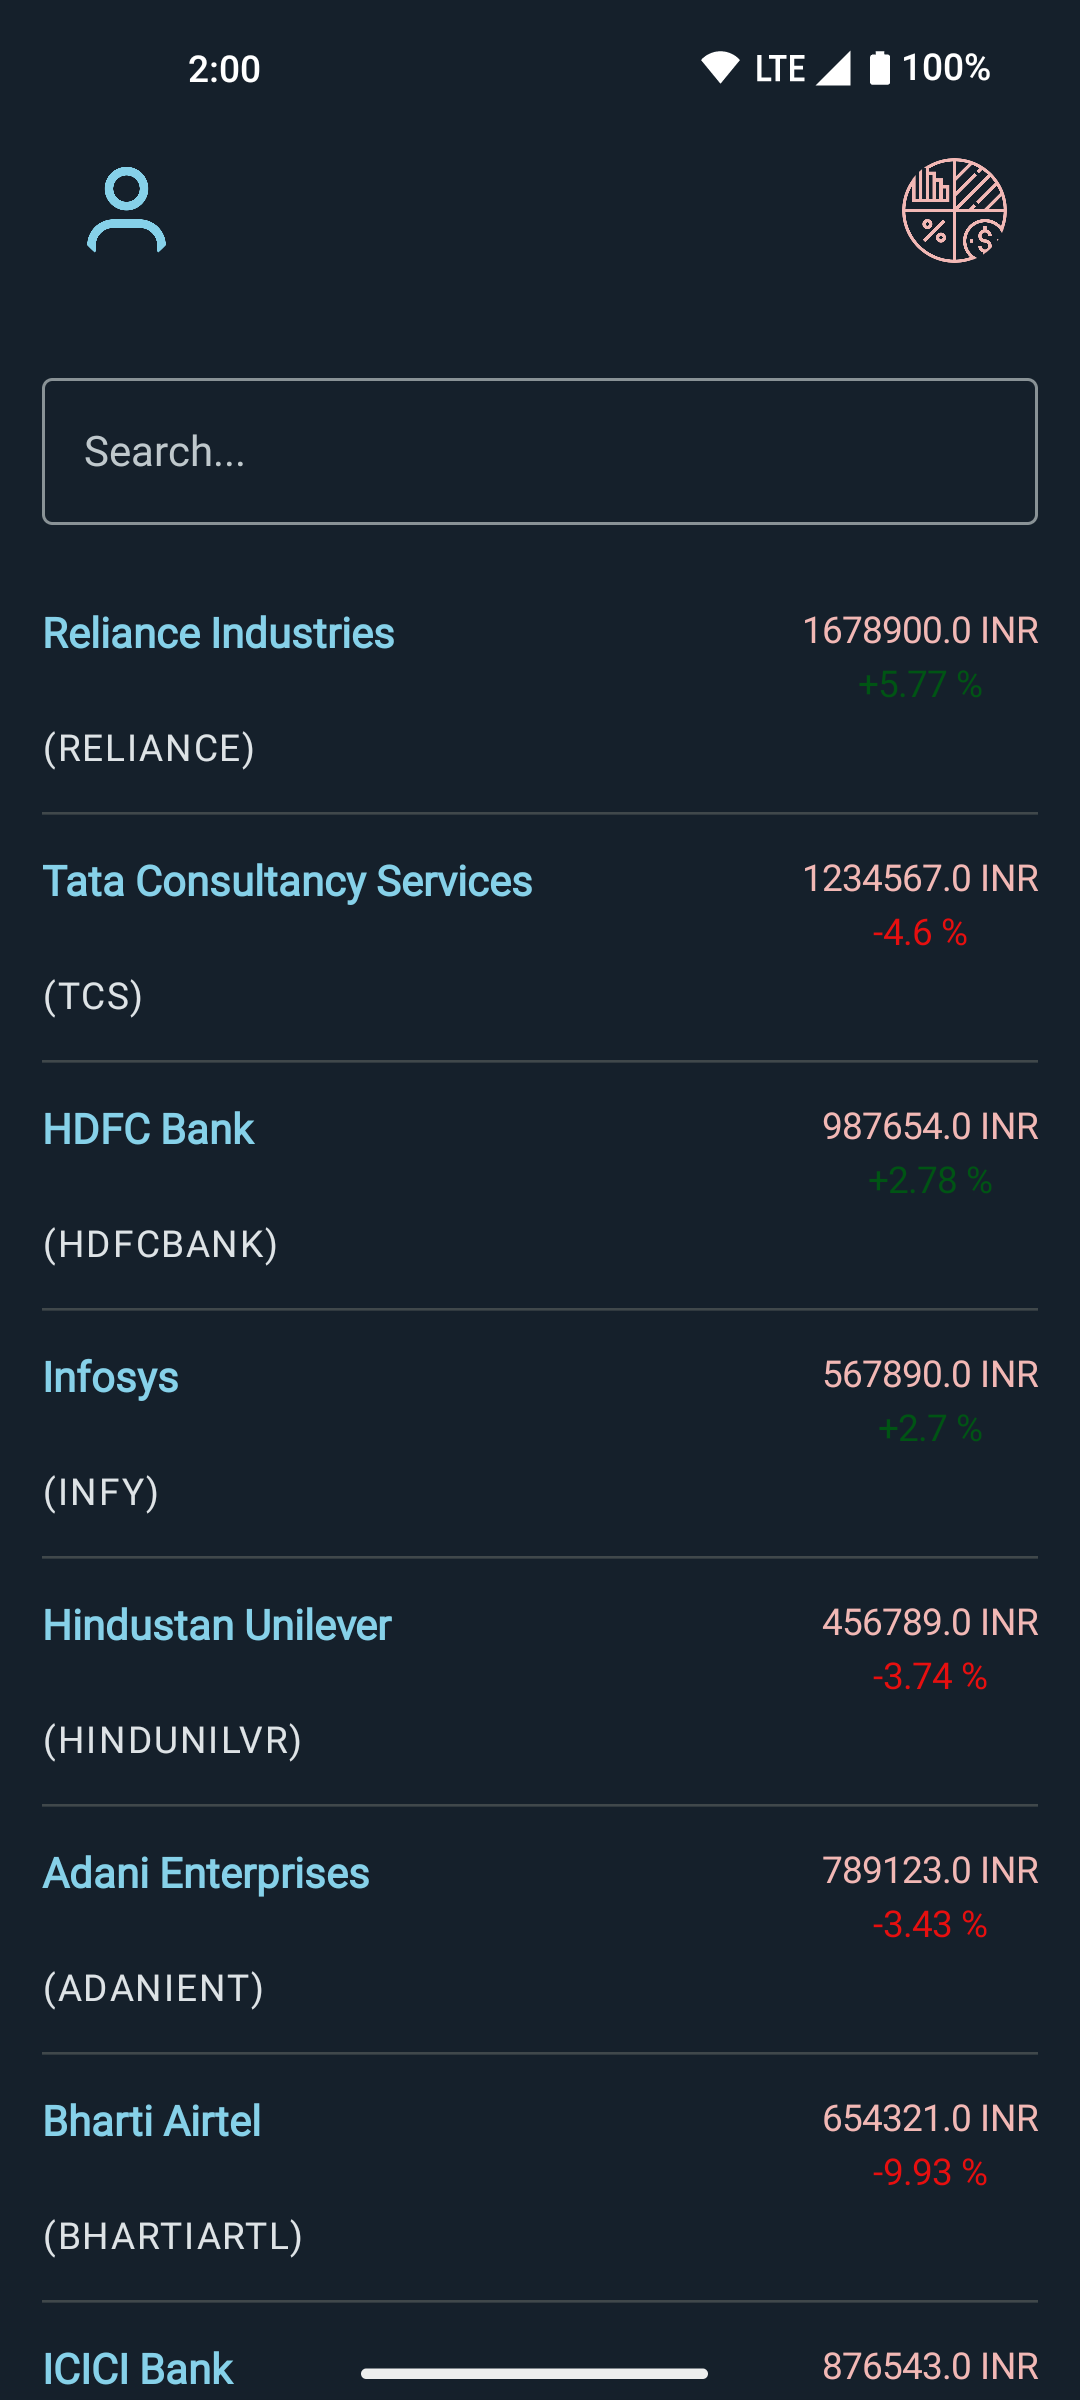 2:00 LTE 100%
% $
Search...
Reliance Industries 1678900.0 INR
+5.77 %
(RELIANCE)
Tata Consultancy Services 1234567.0 INR
-4.6 %
(TCS)
HDFC Bank 987654.0 INR
+2.78 %
(HDFCBANK)
Infosys 567890.0 INR
+2.7 %
(INFY)
Hindustan Unilever 456789.0 INR
-3.74 %
(HINDUNILVR)
Adani Enterprises 789123.0 INR
-3.43 %
(ADANIENT)
Bharti Airtel 654321.0 INR
-9.93 %
(BHARTIARTL)
ICICI Bank 876543.0 INR